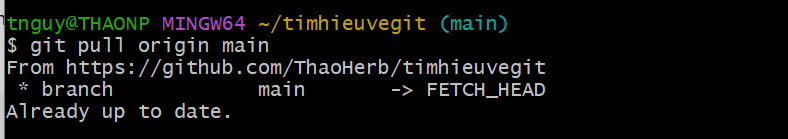 tnguy@THAONP MINGW64 ~/timhieuvegit (main)
$ git pull origin main
From https://github.com/ThaoHerb/timhieuvegit
 * branch            main       -> FETCH_HEAD
Already up to date.